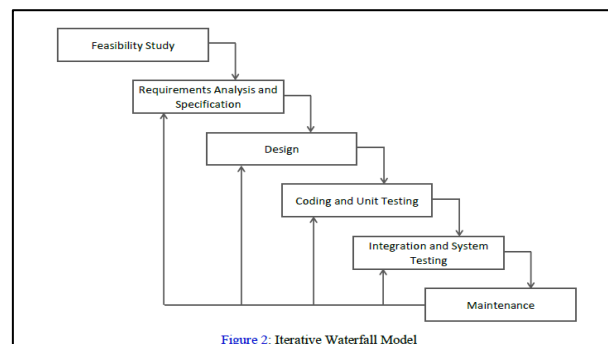 Feasibility Study
Requirements Analysis and
Specification
Design
Coding and Unit Testing
Integration and System
Testing
Maintenance
Figure 2: Iterative Waterfall Model